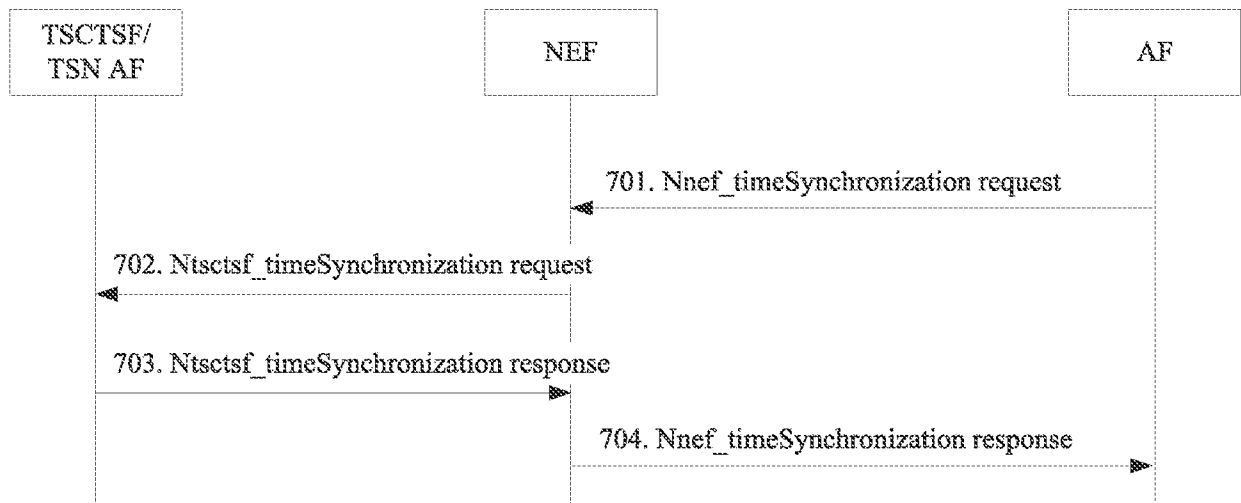 TSCTSF/
TSN AF
NEF
AF
701. Nnef_timeSynchronization request
702. Ntsctsf_timeSynchronization request
703. Ntsctsf_timeSynchronization response
704. Nnef_timeSynchronization response